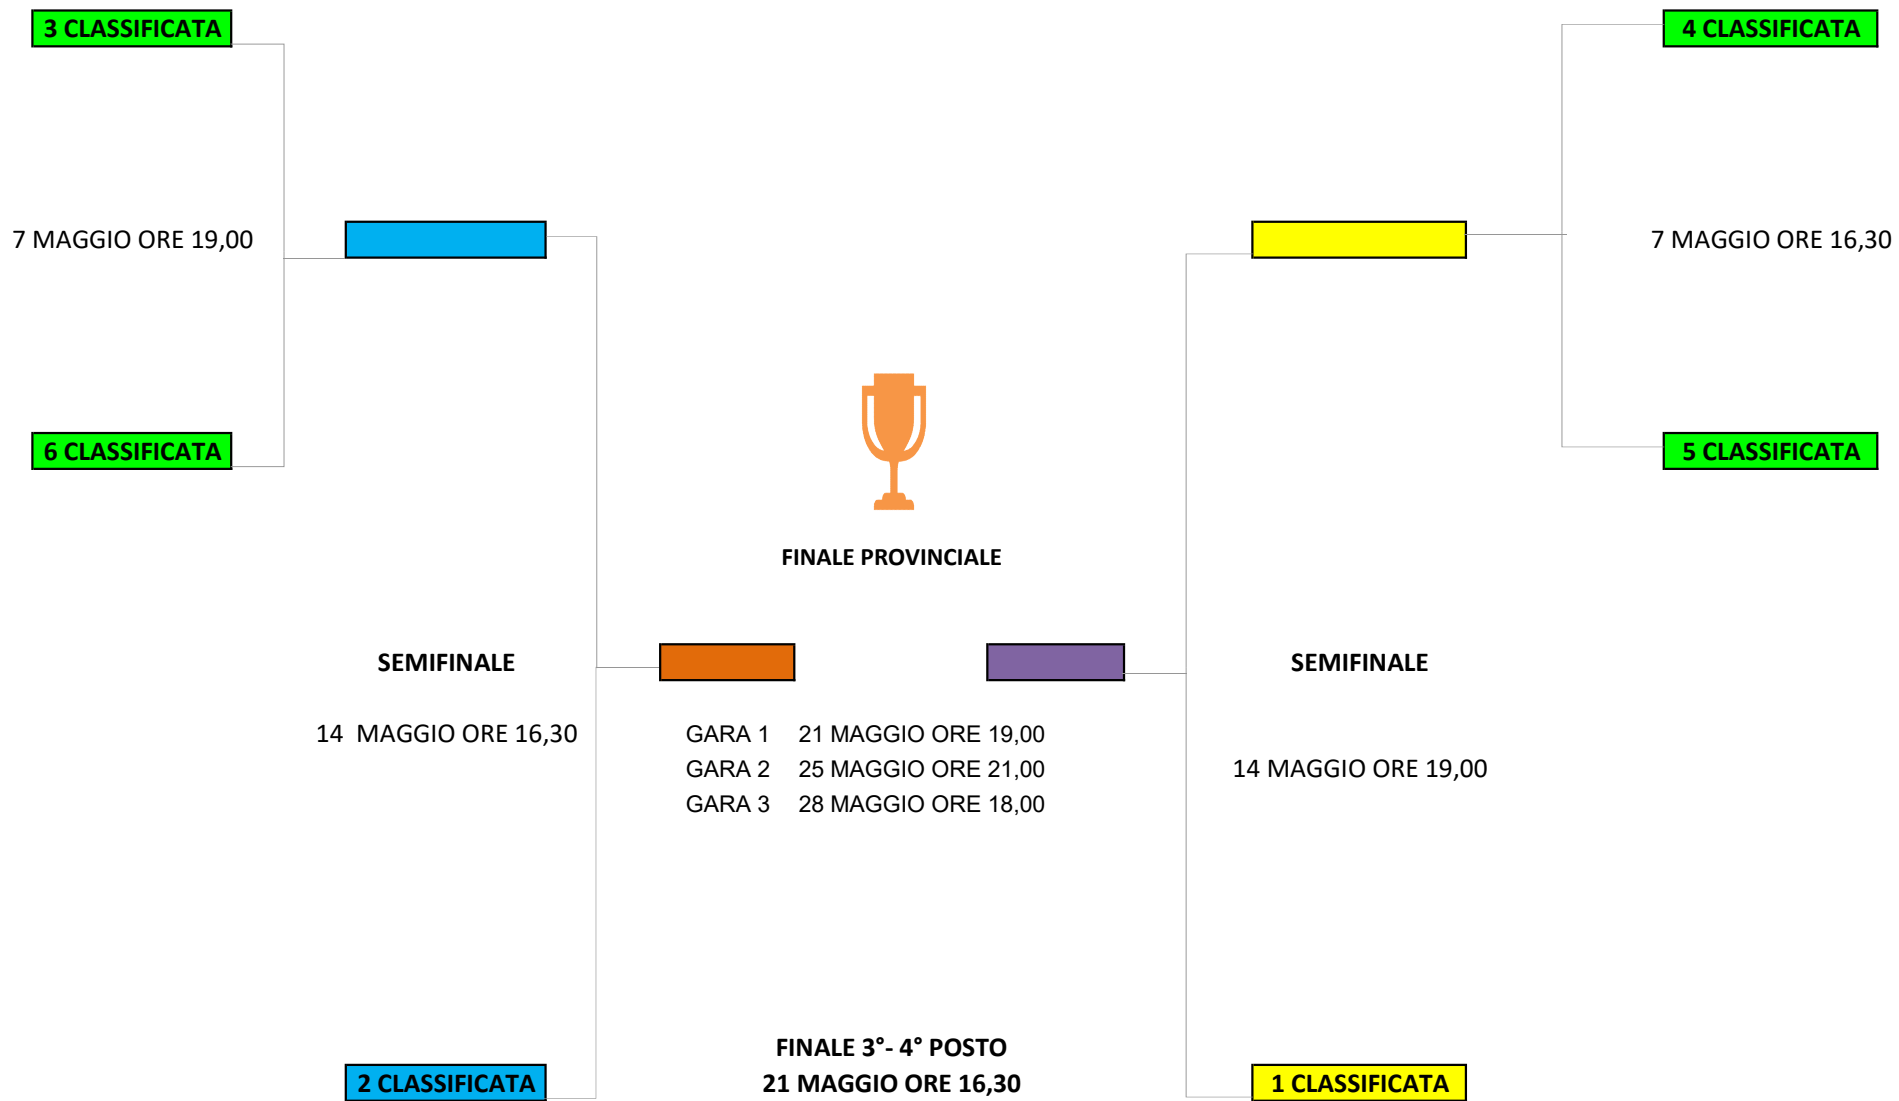 3 CLASSIFICATA
4 CLASSIFICATA
7 MAGGIO ORE 19,00
7 MAGGIO ORE 16,30
6 CLASSIFICATA
5 CLASSIFICATA
FINALE PROVINCIALE
SEMIFINALE
SEMIFINALE
14 MAGGIO ORE 16,30
GARA 1 21 MAGGIO ORE 19,00
GARA 2 25 MAGGIO ORE 21,00
14 MAGGIO ORE 19,00
GARA 3 28 MAGGIO ORE 18,00
FINALE 3°- 4° POSTO
2 CLASSIFICATA
21 MAGGIO ORE 16,30
1 CLASSIFICATA